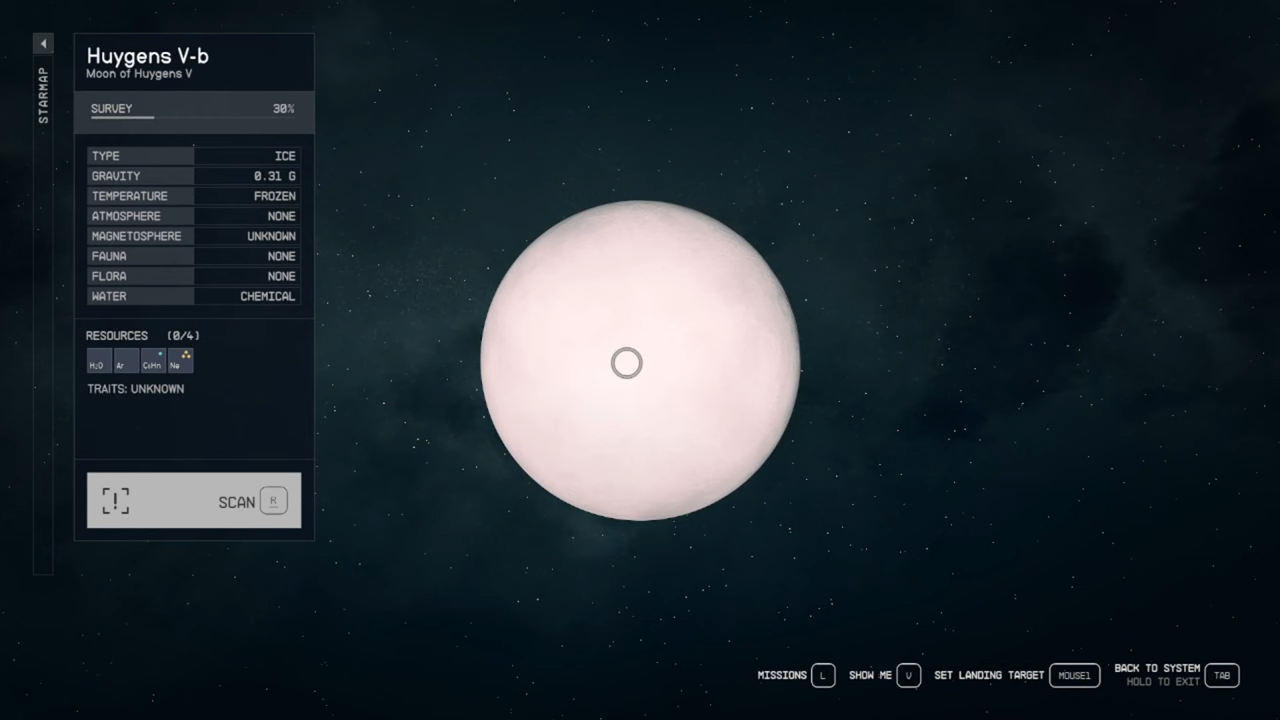 Huygens V-b
Moon of Huygens V
STARMAP
SURVEY 30%
TYPE ICE
GRAVITY 0.31 G
TEMPERATURE FROZEN
ATMOSPHERE NONE
MAGNETOSPHERE UNKNOWN
FAUNA NONE
FLORA NONE
WATER CHEMICAL
RESOURCES (0/4)
H₂O Ar C₆Hn Ne
TRAITS: UNKNOWN
SCAN R
MISSIONS L SHOW ME V SET LANDING TARGET MOUSE1 BACK TO SYSTEM TAB
HOLD TO EXIT